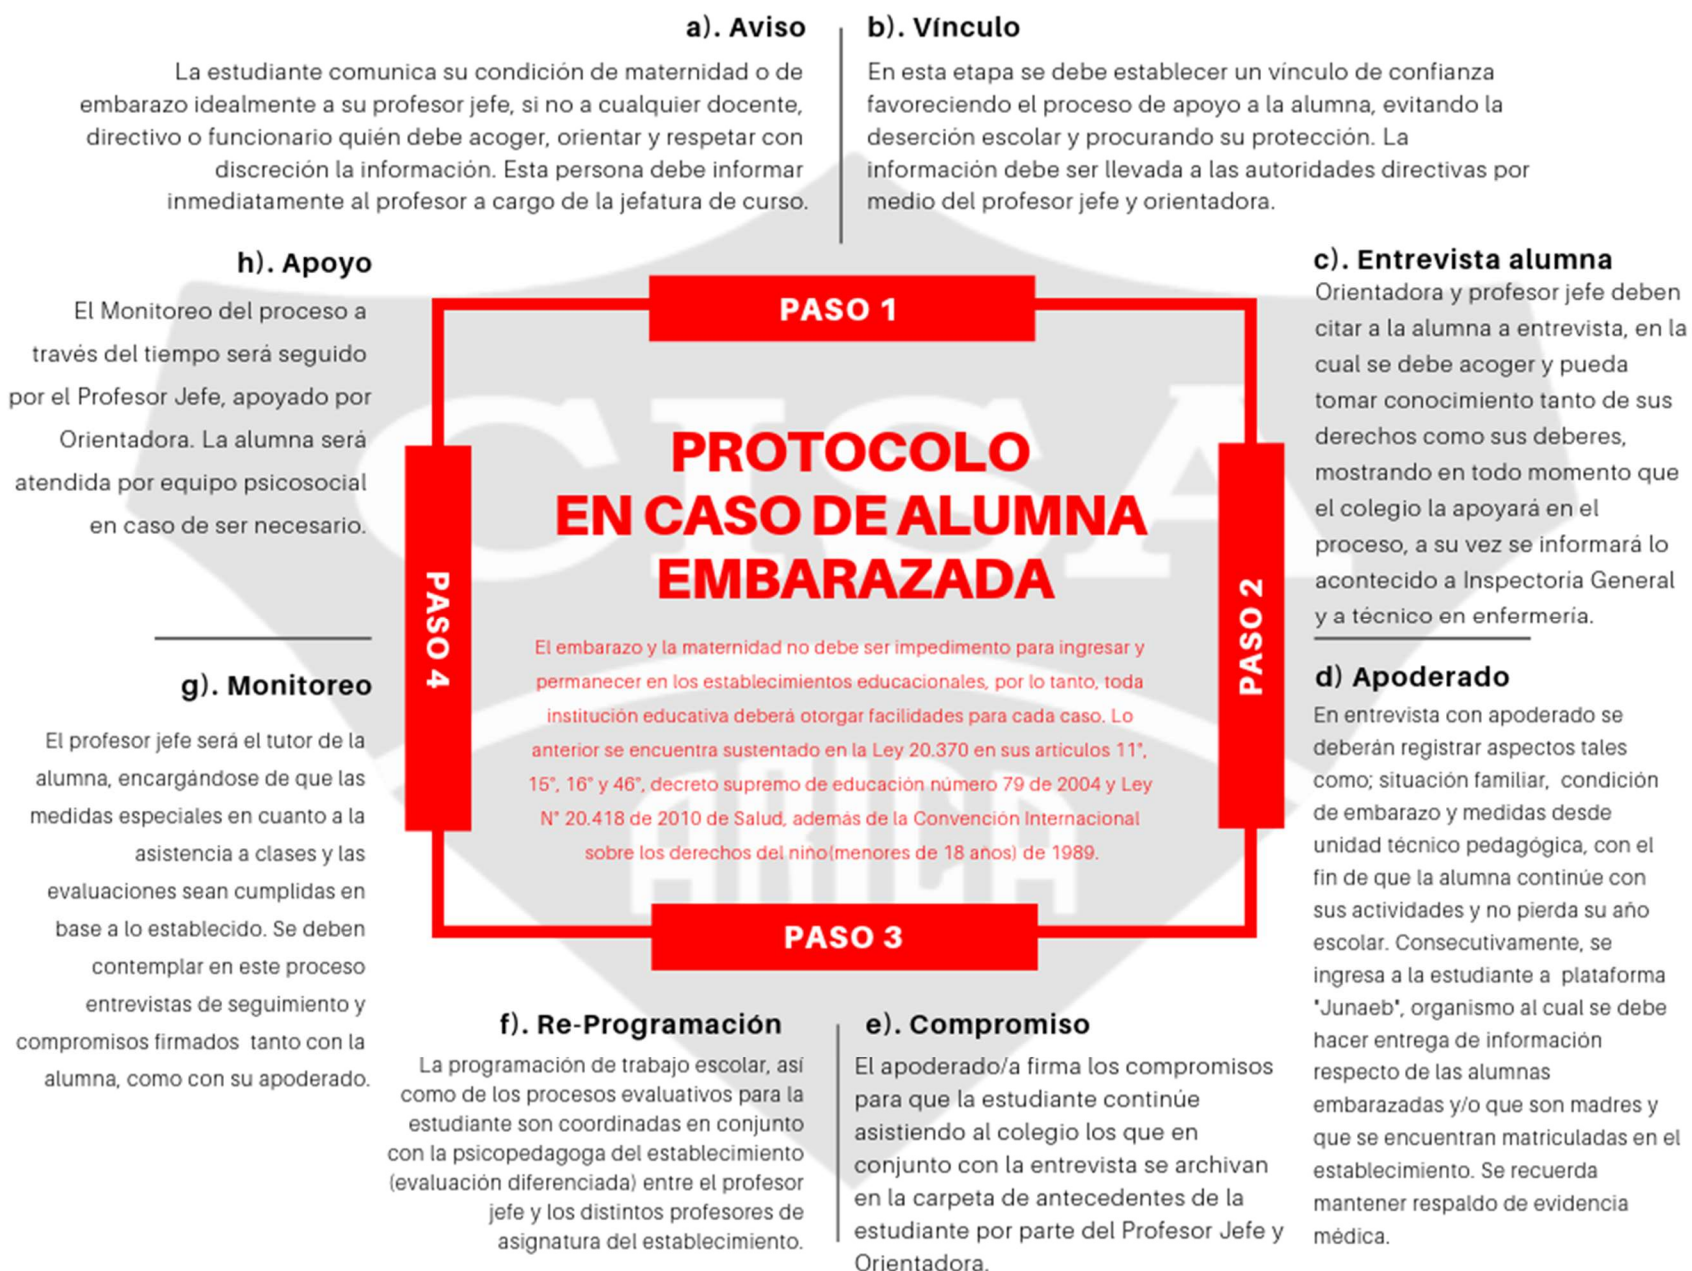 a). Aviso
La estudiante comunica su condición de maternidad o de
embarazo idealmente a su profesor jefe, si no a cualquier docente,
directivo o funcionario quién debe acoger, orientar y respetar con
discreción la información. Esta persona debe informar
inmediatamente al profesor a cargo de la jefatura de curso.
b). Vínculo
En esta etapa se debe establecer un vínculo de confianza
favoreciendo el proceso de apoyo a la alumna, evitando la
deserción escolar y procurando su protección. La
información debe ser llevada a las autoridades directivas por
medio del profesor jefe y orientadora.
c). Entrevista alumna
Orientadora y profesor jefe deben
citar a la alumna a entrevista, en la
cual se debe acoger y pueda
tomar conocimiento tanto de sus
derechos como sus deberes,
mostrando en todo momento que
el colegio la apoyará en el
proceso, a su vez se informará lo
acontecido a Inspectoría General
y a técnico en enfermería.
d) Apoderado
En entrevista con apoderado se
deberán registrar aspectos tales
como; situación familiar, condición
de embarazo y medidas desde
unidad técnico pedagógica, con el
fin de que la alumna continúe con
sus actividades y no pierda su año
escolar. Consecutivamente, se
ingresa a la estudiante a plataforma
"Junaeb", organismo al cual se debe
hacer entrega de información
respecto de las alumnas
embarazadas y/o que son madres y
que se encuentran matriculadas en el
establecimiento. Se recuerda
mantener respaldo de evidencia
médica.
e). Compromiso
El apoderado/a firma los compromisos
para que la estudiante continúe
asistiendo al colegio los que en
conjunto con la entrevista se archivan
en la carpeta de antecedentes de la
estudiante por parte del Profesor Jefe y
Orientadora.
f). Re-Programación
La programación de trabajo escolar, así
como de los procesos evaluativos para la
estudiante son coordinadas en conjunto
con la psicopedagoga del establecimiento
(evaluación diferenciada) entre el profesor
jefe y los distintos profesores de
asignatura del establecimiento.
g). Monitoreo
El profesor jefe será el tutor de la
alumna, encargándose de que las
medidas especiales en cuanto a la
asistencia a clases y las
evaluaciones sean cumplidas en
base a lo establecido. Se deben
contemplar en este proceso
entrevistas de seguimiento y
compromisos firmados tanto con la
alumna, como con su apoderado.
h). Apoyo
El Monitoreo del proceso a
través del tiempo será seguido
por el Profesor Jefe, apoyado por
Orientadora. La alumna será
atendida por equipo psicosocial
en caso de ser necesario.
PASO 1
PASO 2
PASO 3
PASO 4
PROTOCOLO
EN CASO DE ALUMNA
EMBARAZADA
El embarazo y la maternidad no debe ser impedimento para ingresar y
permanecer en los establecimientos educacionales, por lo tanto, toda
institución educativa deberá otorgar facilidades para cada caso. Lo
anterior se encuentra sustentado en la Ley 20.370 en sus artículos 11°,
15°, 16° y 46°, decreto supremo de educación número 79 de 2004 y Ley
N° 20.418 de 2010 de Salud, además de la Convención Internacional
sobre los derechos del niño(menores de 18 años) de 1989.
CISA
ARICA